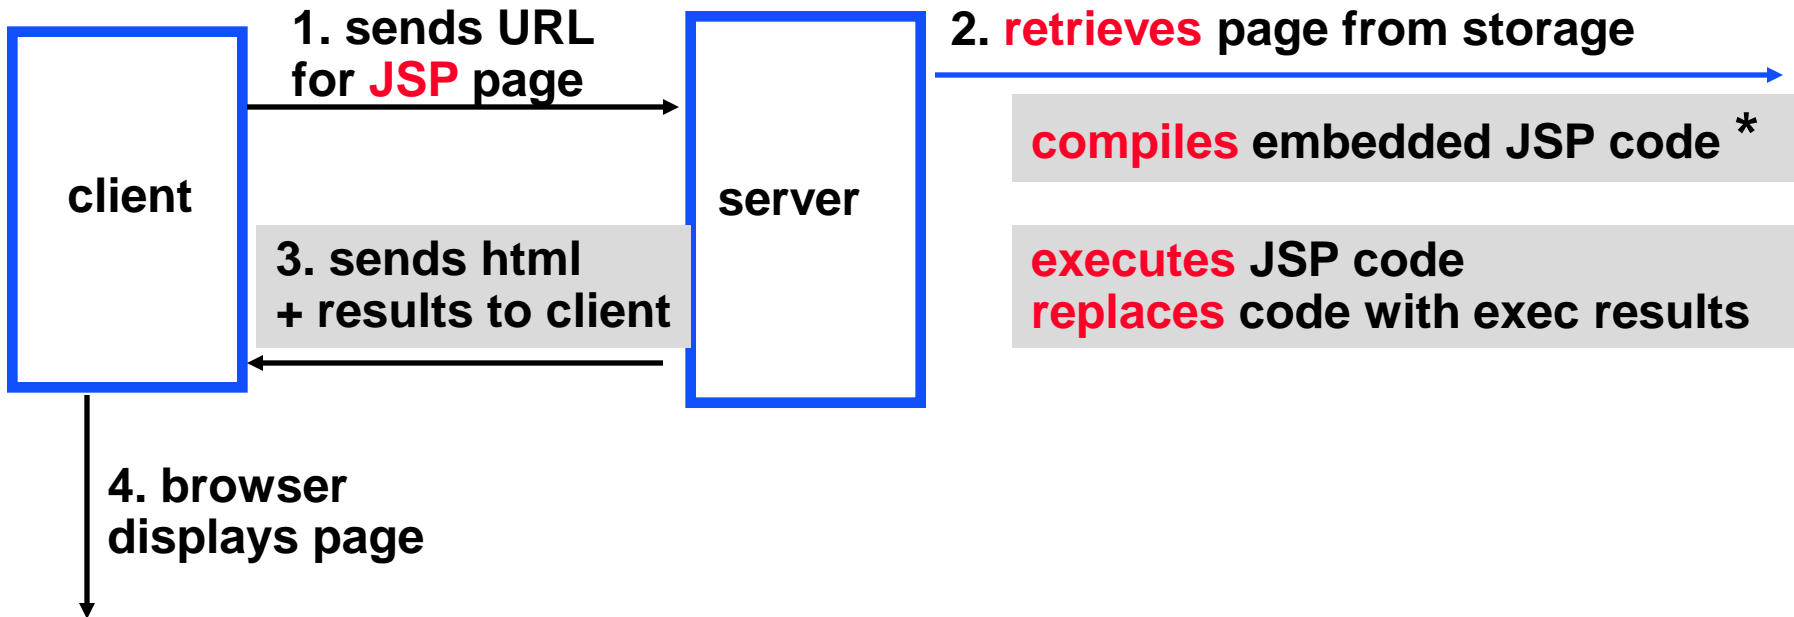 1. sends URL
for JSP page
2. retrieves page from storage
compiles embedded JSP code *
client
server
3. sends html
+ results to client
executes JSP code
replaces code with exec results
4. browser
displays page